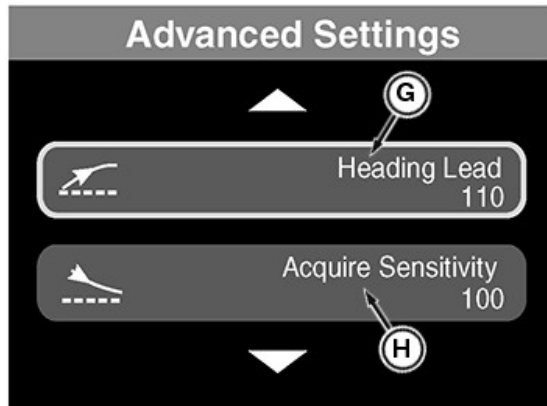 Advanced Settings
G
Heading Lead
110
Acquire Sensitivity
100
H